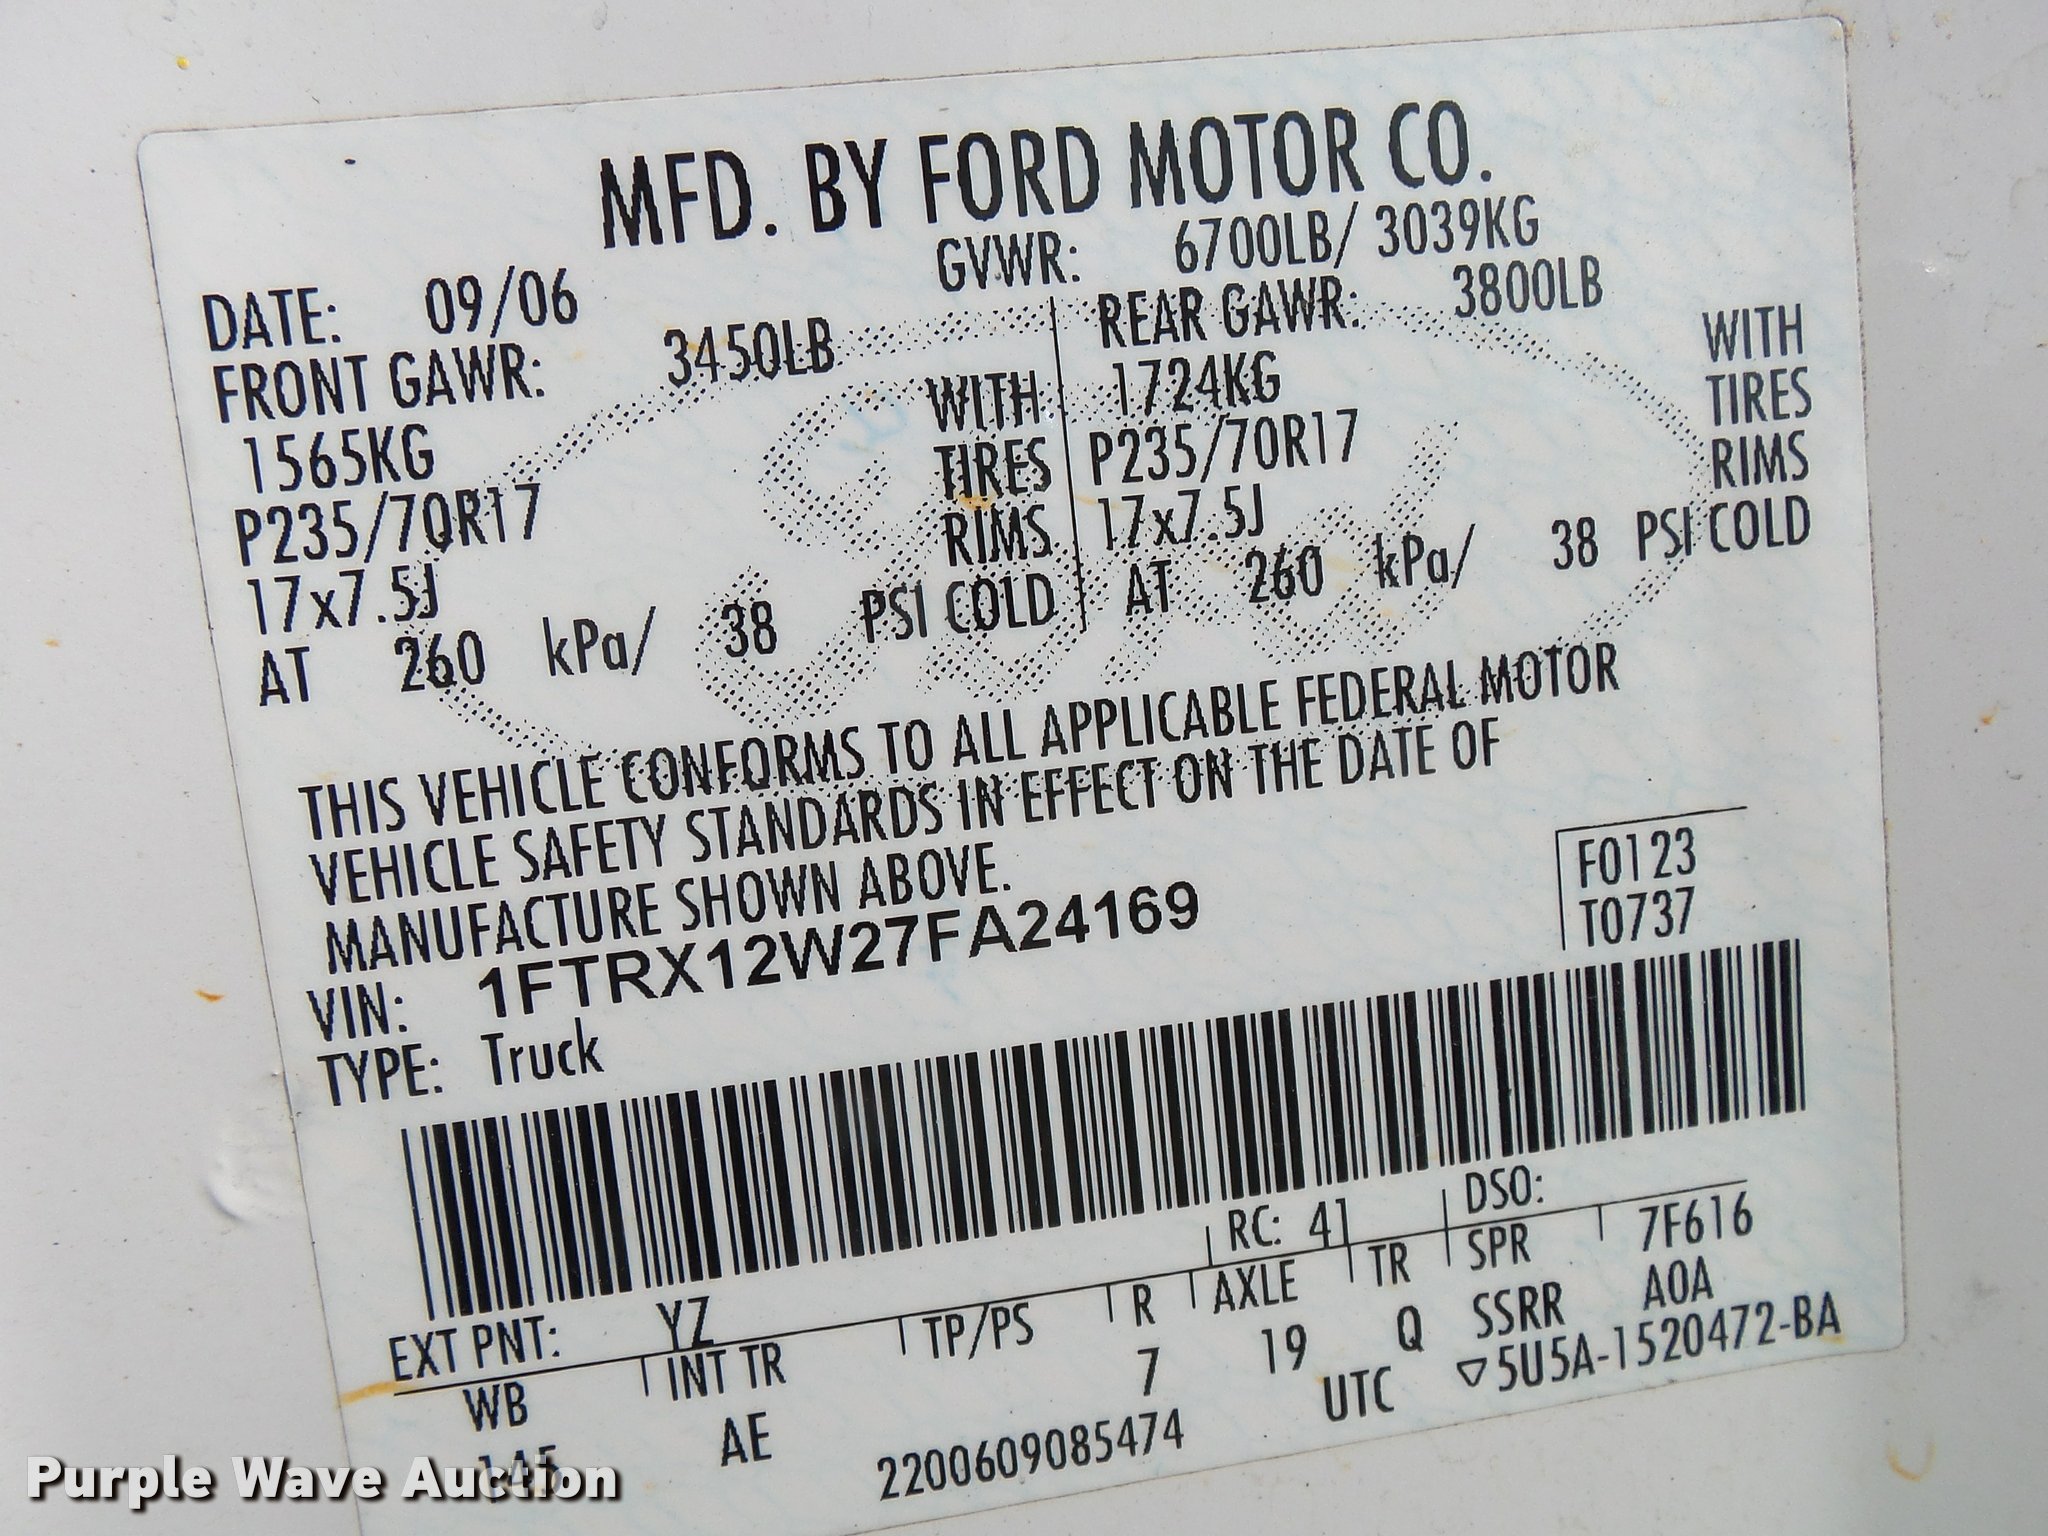 MFD. BY FORD MOTOR CO.
DATE: 09/06 GVWR: 6700LB/ 3039KG
FRONT GAWR: 3450LB REAR GAWR: 3800LB
1565KG WITH 1724KG WITH
P235/70R17 TIRES P235/70R17 TIRES
17x7.5J RIMS 17x7.5J RIMS
AT 260 kPa/ 38 PSI COLD AT 260 kPa/ 38 PSI COLD
THIS VEHICLE CONFORMS TO ALL APPLICABLE FEDERAL MOTOR
VEHICLE SAFETY STANDARDS IN EFFECT ON THE DATE OF
MANUFACTURE SHOWN ABOVE.
VIN: 1FTRX12W27FA24169
F0123
T0737
TYPE: Truck
EXT PNT: YZ RC: 41 DSO:
WB INT TR TP/PS R AXLE TR SPR 7F616
145 AE 7 19 Q SSRR A0A
2200609085474 UTC ▽5U5A-1520472-BA
Purple Wave Auction